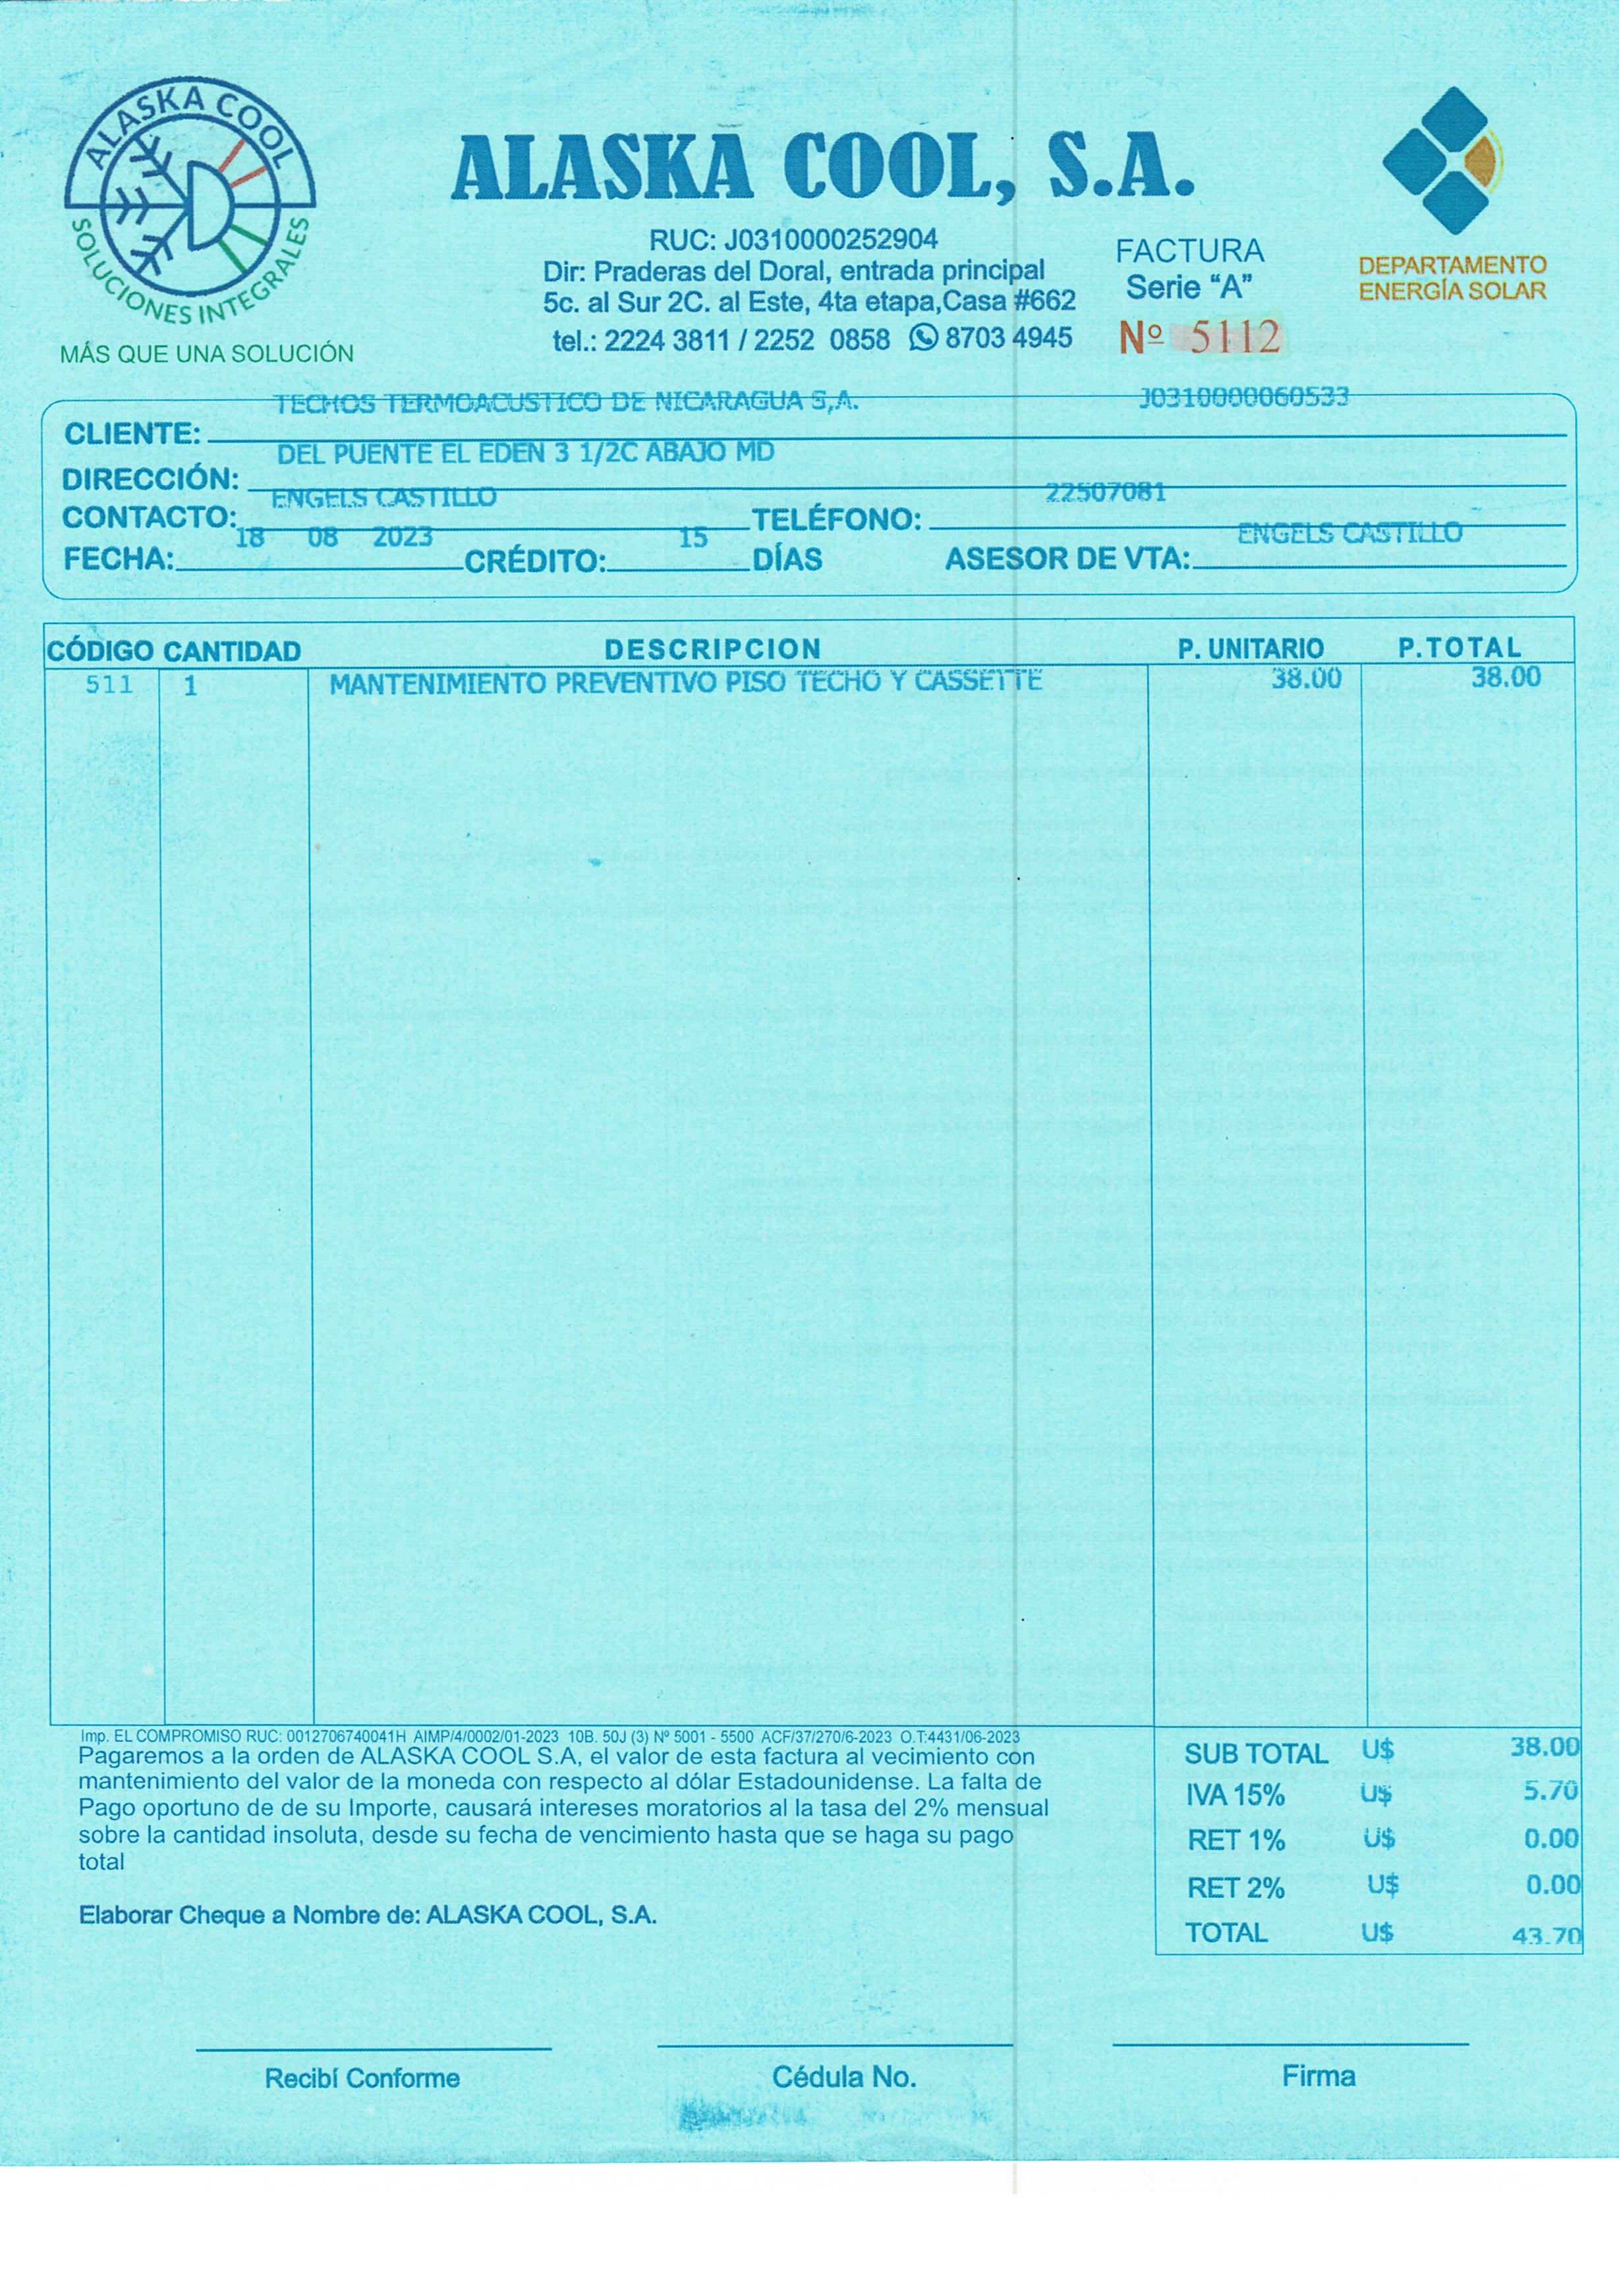 ALASKA COOL
SOLUCIONES INTEGRALES
MÁS QUE UNA SOLUCIÓN
ALASKA COOL, S.A.
RUC: J0310000252904
Dir: Praderas del Doral, entrada principal
5c. al Sur 2C. al Este, 4ta etapa,Casa #662
tel.: 2224 3811 / 2252 0858 8703 4945
FACTURA
Serie “A”
Nº 5112
DEPARTAMENTO
ENERGÍA SOLAR
TECHOS TERMOACUSTICO DE NICARAGUA S,A. J0310000060533
CLIENTE:
DEL PUENTE EL EDEN 3 1/2C ABAJO MD
DIRECCIÓN:
ENGELS CASTILLO 22507081
CONTACTO: TELÉFONO:
18 08 2023 15 ENGELS CASTILLO
FECHA: CRÉDITO: DÍAS ASESOR DE VTA:
CÓDIGO CANTIDAD DESCRIPCION P. UNITARIO P.TOTAL
511 1 MANTENIMIENTO PREVENTIVO PISO TECHO Y CASSETTE 38.00 38.00
Imp. EL COMPROMISO RUC: 0012706740041H AIMP/4/0002/01-2023 10B. 50J (3) Nº 5001 - 5500 ACF/37/270/6-2023 O.T:4431/06-2023
Pagaremos a la orden de ALASKA COOL S.A, el valor de esta factura al vecimiento con
mantenimiento del valor de la moneda con respecto al dólar Estadounidense. La falta de
Pago oportuno de de su Importe, causará intereses moratorios al la tasa del 2% mensual
sobre la cantidad insoluta, desde su fecha de vencimiento hasta que se haga su pago
total
Elaborar Cheque a Nombre de: ALASKA COOL, S.A.
SUB TOTAL U$ 38.00
IVA 15% U$ 5.70
RET 1% U$ 0.00
RET 2% U$ 0.00
TOTAL U$ 43.70
Recibí Conforme Cédula No. Firma